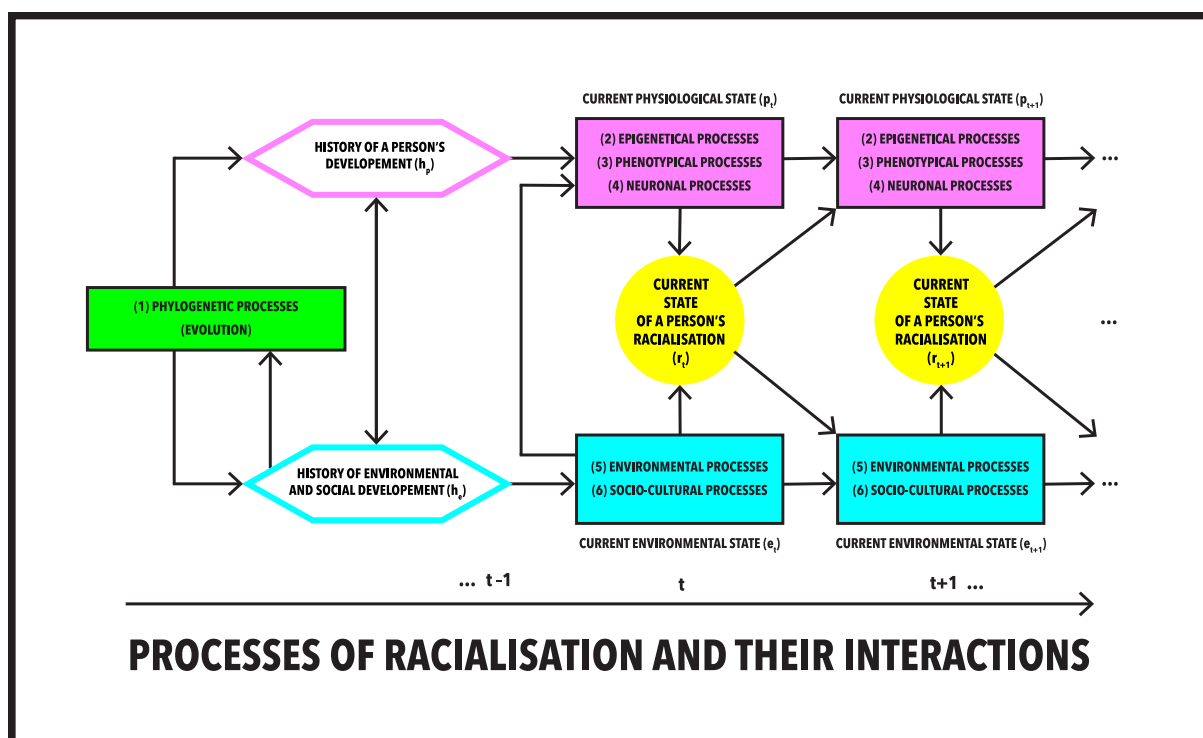 CURRENT PHYSIOLOGICAL STATE (pt)
CURRENT PHYSIOLOGICAL STATE (pt+1)
HISTORY OF A PERSON'S
DEVELOPEMENT (hp)
(2) EPIGENETICAL PROCESSES
(3) PHENOTYPICAL PROCESSES
(4) NEURONAL PROCESSES
(2) EPIGENETICAL PROCESSES
(3) PHENOTYPICAL PROCESSES
(4) NEURONAL PROCESSES
...
(1) PHYLOGENETIC PROCESSES
(EVOLUTION)
CURRENT
STATE
OF A PERSON'S
RACIALISATION
(rt)
CURRENT
STATE
OF A PERSON'S
RACIALISATION
(rt+1)
...
HISTORY OF ENVIRONMENTAL
AND SOCIAL DEVELOPEMENT (he)
(5) ENVIRONMENTAL PROCESSES
(6) SOCIO-CULTURAL PROCESSES
(5) ENVIRONMENTAL PROCESSES
(6) SOCIO-CULTURAL PROCESSES
...
CURRENT ENVIRONMENTAL STATE (et)
CURRENT ENVIRONMENTAL STATE (et+1)
... t-1
t
t+1 ...
PROCESSES OF RACIALISATION AND THEIR INTERACTIONS